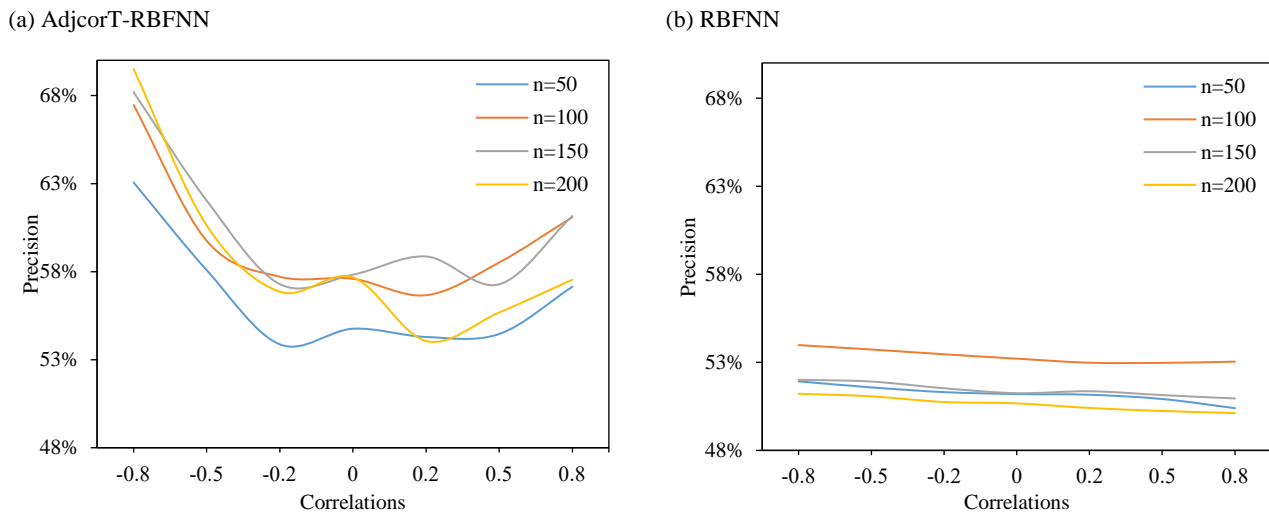 (a) AdjcorT-RBFNN
68%
63%
58%
53%
48%
Precision
n=50
n=100
n=150
n=200
-0.8 -0.5 -0.2 0 0.2 0.5 0.8
Correlations
(b) RBFNN
68%
63%
58%
53%
48%
Precision
n=50
n=100
n=150
n=200
-0.8 -0.5 -0.2 0 0.2 0.5 0.8
Correlations